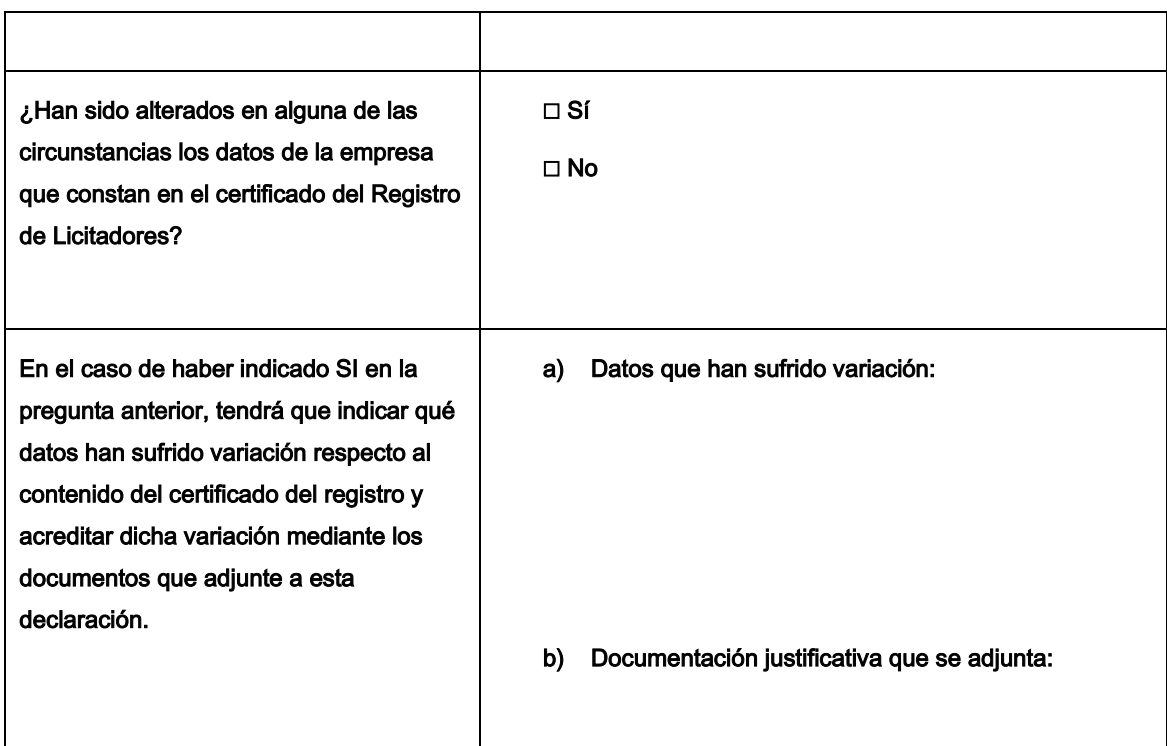 ¿Han sido alterados en alguna de las
circunstancias los datos de la empresa
que constan en el certificado del Registro
de Licitadores?
☐ Sí
☐ No
En el caso de haber indicado SI en la
pregunta anterior, tendrá que indicar qué
datos han sufrido variación respecto al
contenido del certificado del registro y
acreditar dicha variación mediante los
documentos que adjunte a esta
declaración.
a) Datos que han sufrido variación:
b) Documentación justificativa que se adjunta: